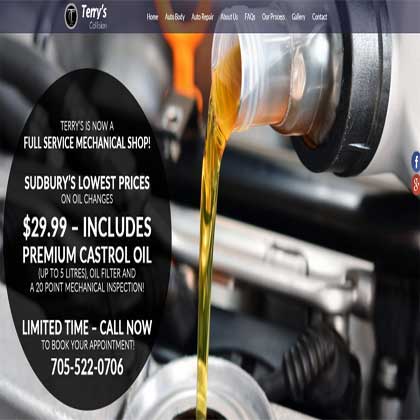 Terry's
Collision
Home Auto Body Auto Repair About Us FAQs Our Process Gallery Contact
TERRY'S IS NOW A
FULL SERVICE MECHANICAL SHOP!
SUDBURY'S LOWEST PRICES
ON OIL CHANGES
$29.99 – INCLUDES
PREMIUM CASTROL OIL
(UP TO 5 LITRES), OIL FILTER AND
A 20 POINT MECHANICAL INSPECTION!
LIMITED TIME – CALL NOW
TO BOOK YOUR APPOINTMENT!
705-522-0706